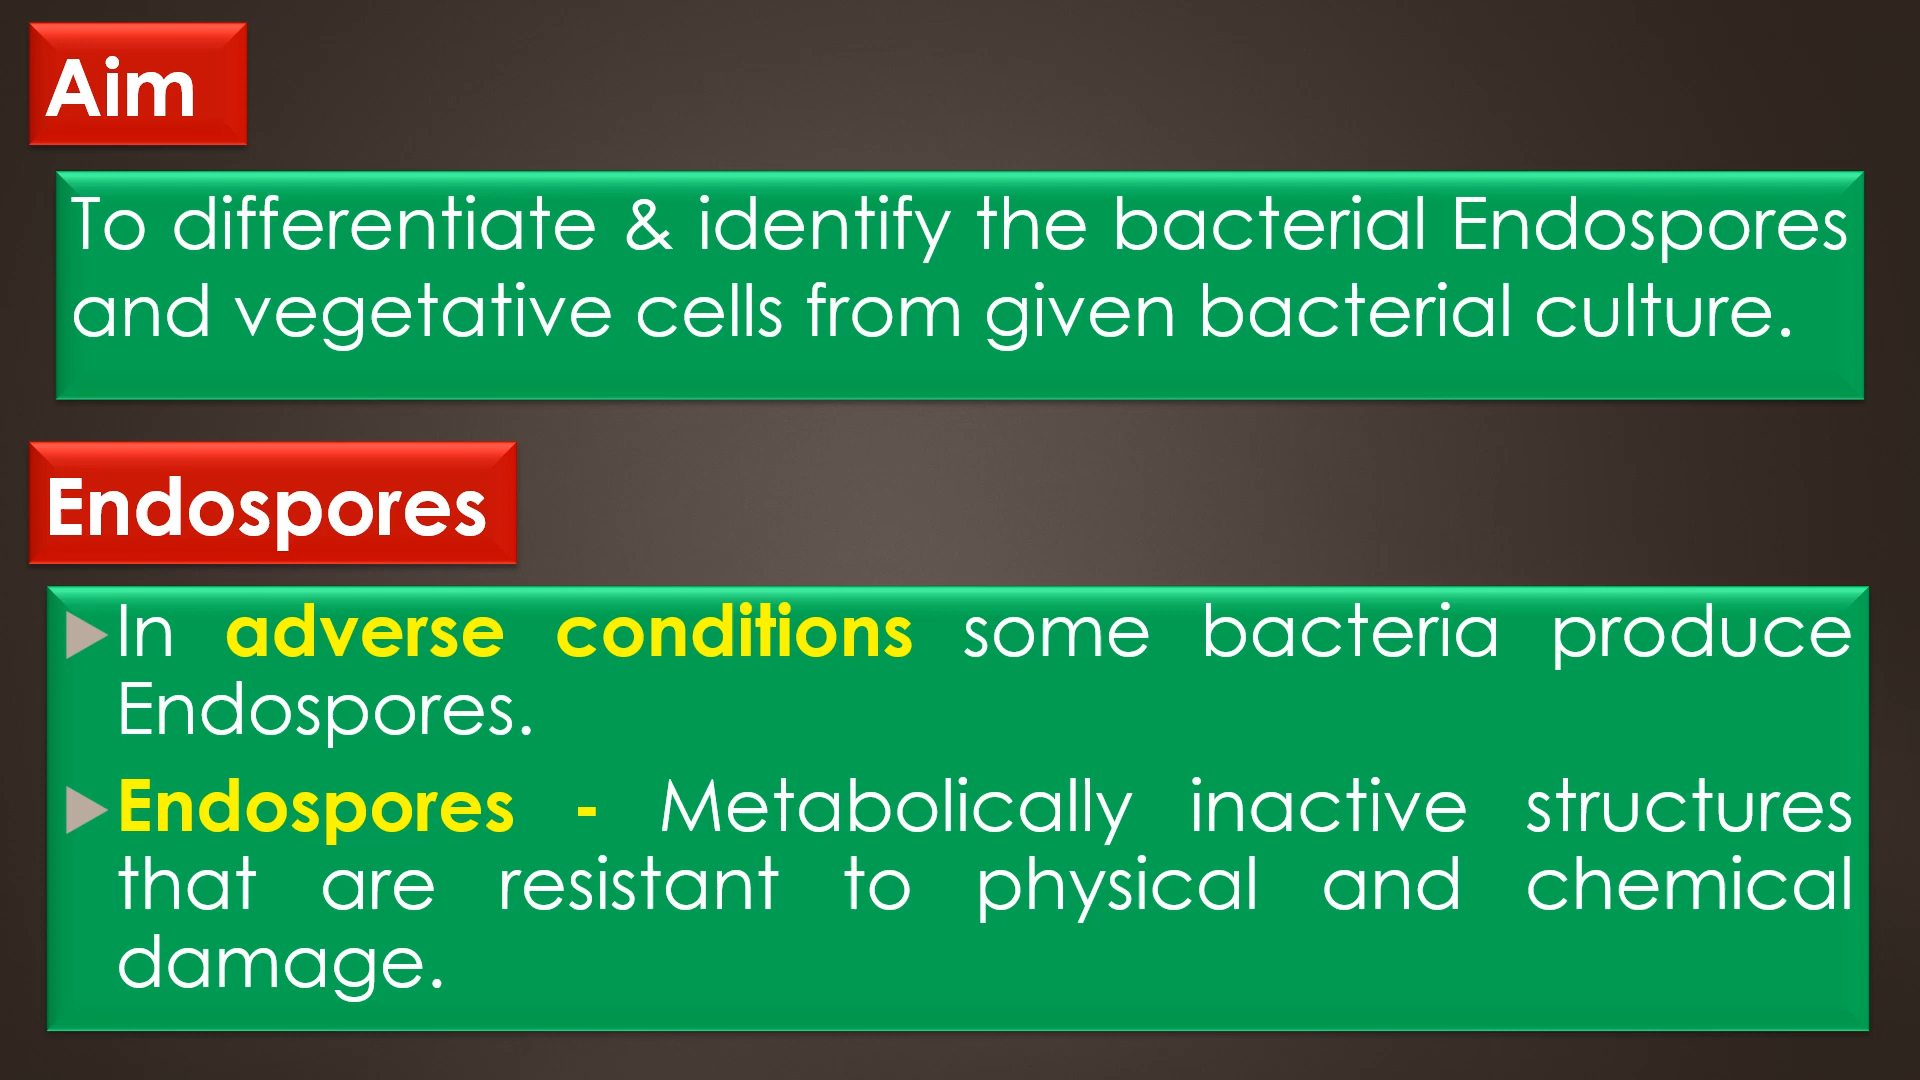 Aim
To differentiate & identify the bacterial Endospores
and vegetative cells from given bacterial culture.
Endospores
In adverse conditions some bacteria produce
Endospores.
Endospores - Metabolically inactive structures
that are resistant to physical and chemical
damage.